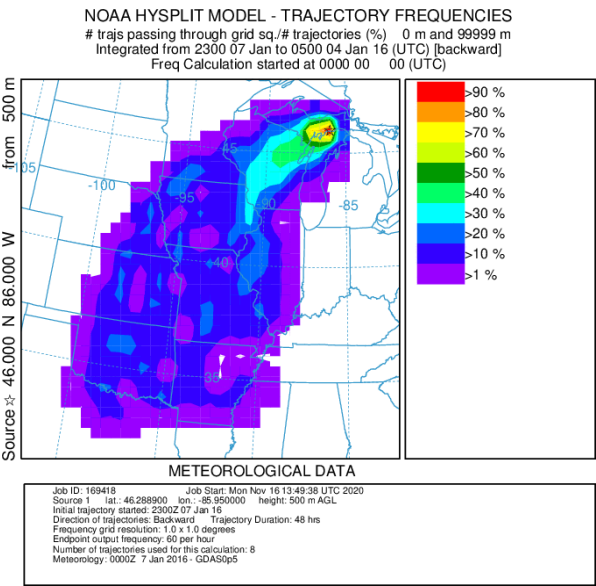 NOAA HYSPLIT MODEL - TRAJECTORY FREQUENCIES
# trajs passing through grid sq./# trajectories (%)    0 m and 99999 m
Integrated from 2300 07 Jan to 0500 04 Jan 16 (UTC) [backward]
Freq Calculation started at 0000 00    00 (UTC)
Source ☆ 46.000 N 86.000 W    from 500 m
-105
-100
-95
-90
-85
45
40
35
>90 %
>80 %
>70 %
>60 %
>50 %
>40 %
>30 %
>20 %
>10 %
>1 %
METEOROLOGICAL DATA
Job ID: 169418    Job Start: Mon Nov 16 13:49:38 UTC 2020
Source 1    lat.: 46.288900    lon.: -85.950000    height: 500 m AGL
Initial trajectory started: 2300Z 07 Jan 16
Direction of trajectories: Backward    Trajectory Duration: 48 hrs
Frequency grid resolution: 1.0 x 1.0 degrees
Endpoint output frequency: 60 per hour
Number of trajectories used for this calculation: 8
Meteorology: 0000Z  7 Jan 2016 - GDAS0p5